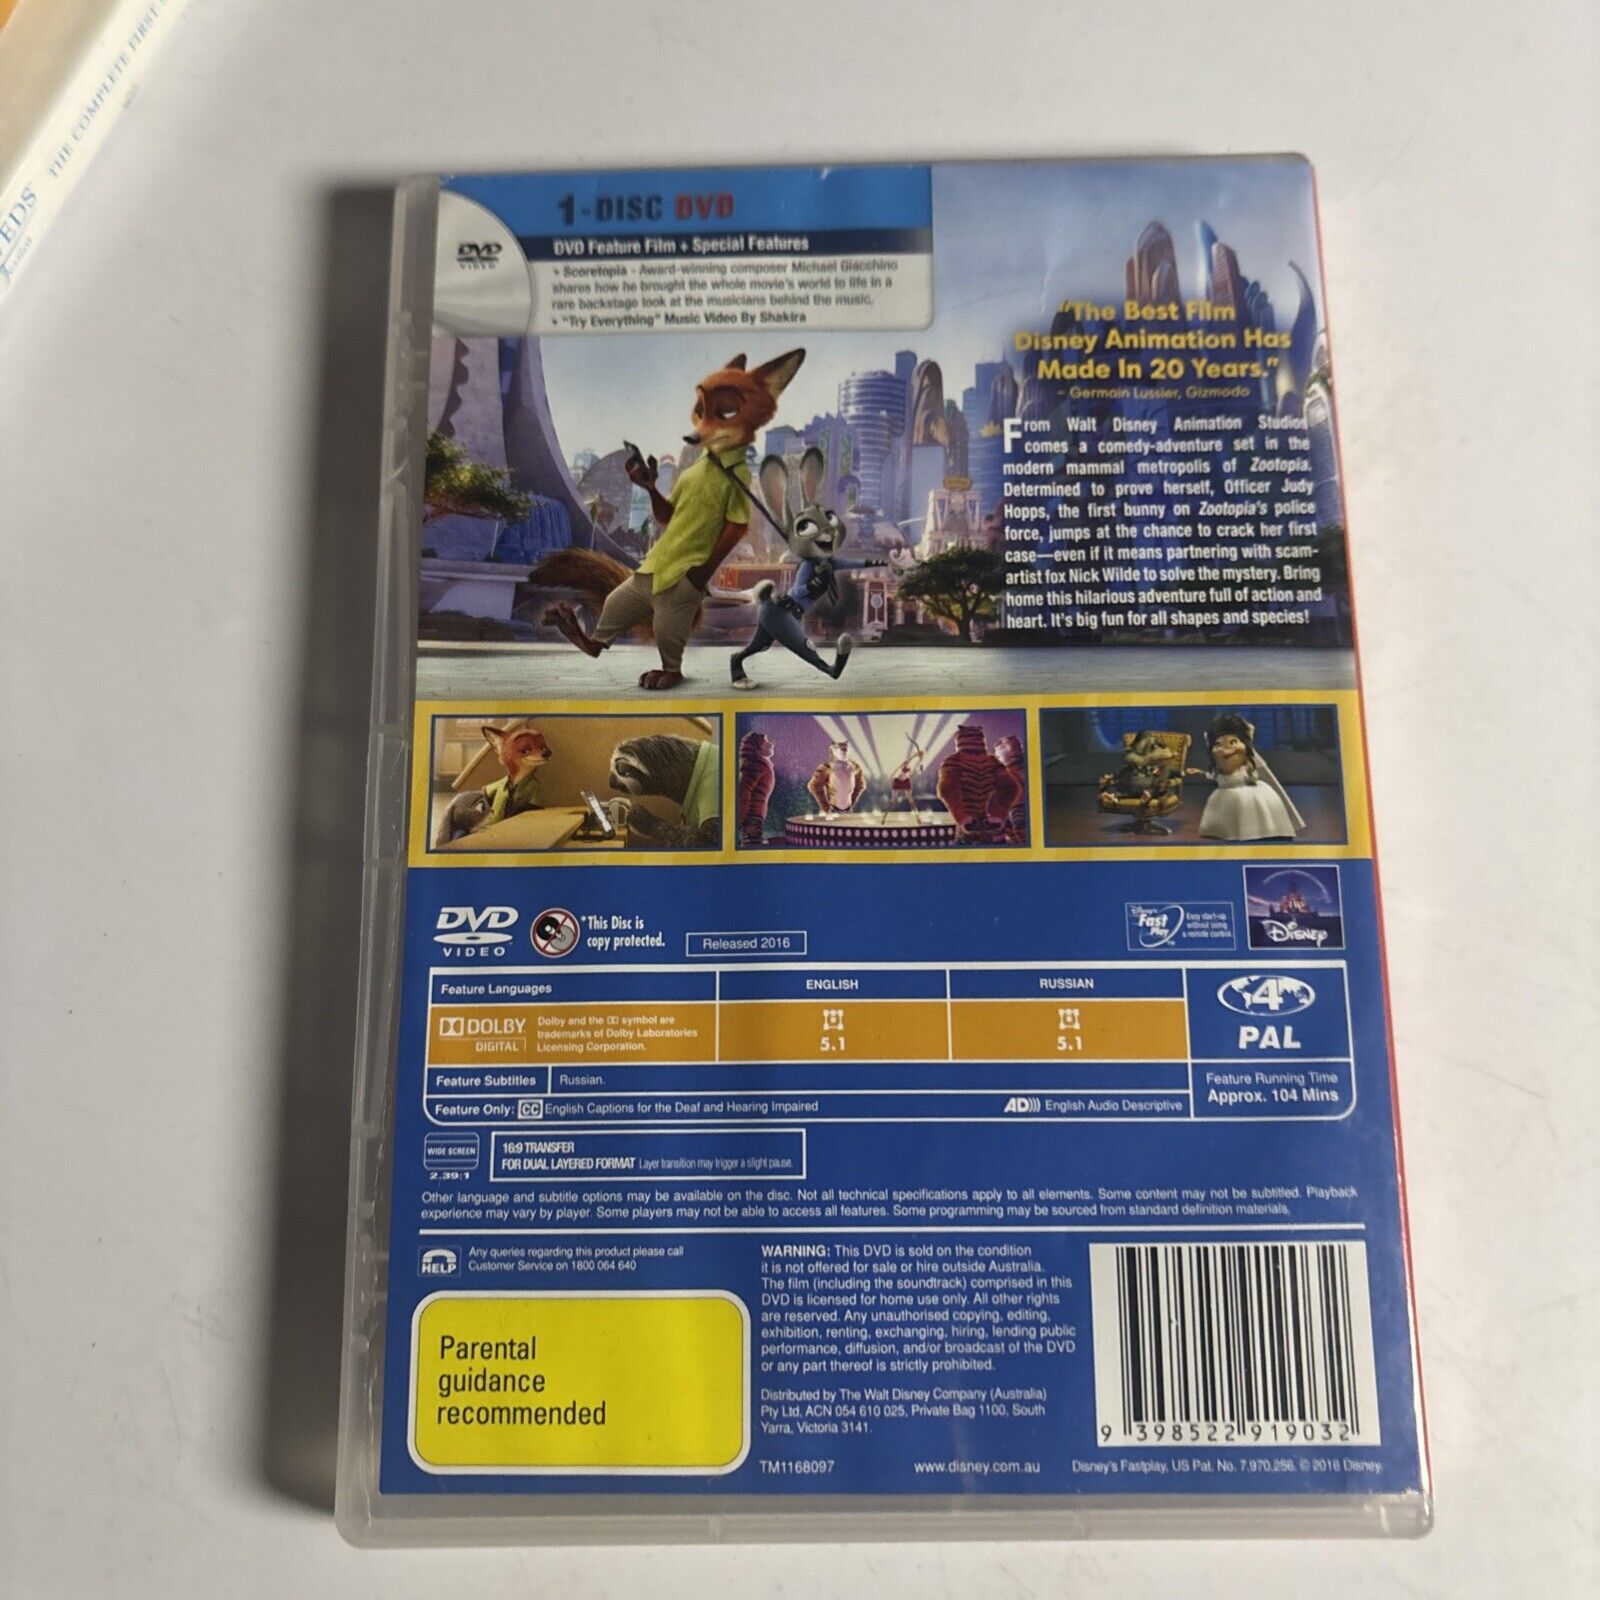 THE COMPLETE FIRST
EDS
1-DISC DVD
DVD
VIDEO
DVD Feature Film + Special Features
• Scoretopia - Award-winning composer Michael Giacchino
shares how he brought the whole movie's world to life in a
rare backstage look at the musicians behind the music.
• "Try Everything" Music Video By Shakira
"The Best Film
Disney Animation Has
Made In 20 Years."
- Germain Lussier, Gizmodo
From Walt Disney Animation Studios
comes a comedy-adventure set in the
modern mammal metropolis of Zootopia.
Determined to prove herself, Officer Judy
Hopps, the first bunny on Zootopia's police
force, jumps at the chance to crack her first
case—even if it means partnering with scam-
artist fox Nick Wilde to solve the mystery. Bring
home this hilarious adventure full of action and
heart. It's big fun for all shapes and species!
DVD
VIDEO
*This Disc is
copy protected.
Released 2016
Disney's
Fast
Play
TM
Easy start-up
without using
a remote control.
Disney
Feature Languages
ENGLISH
RUSSIAN
DOLBY
DIGITAL
Dolby and the DD symbol are
trademarks of Dolby Laboratories
Licensing Corporation.
5.1
5.1
4
PAL
Feature Subtitles
Russian.
Feature Running Time
Approx. 104 Mins
Feature Only: CC English Captions for the Deaf and Hearing Impaired
AD))) English Audio Descriptive
WIDE SCREEN
2.39:1
16:9 TRANSFER
FOR DUAL LAYERED FORMAT Layer transition may trigger a slight pause.
Other language and subtitle options may be available on the disc. Not all technical specifications apply to all elements. Some content may not be subtitled. Playback
experience may vary by player. Some players may not be able to access all features. Some programming may be sourced from standard definition materials.
HELP
Any queries regarding this product please call
Customer Service on 1800 064 640
Parental
guidance
recommended
WARNING: This DVD is sold on the condition
it is not offered for sale or hire outside Australia.
The film (including the soundtrack) comprised in this
DVD is licensed for home use only. All other rights
are reserved. Any unauthorised copying, editing,
exhibition, renting, exchanging, hiring, lending public
performance, diffusion, and/or broadcast of the DVD
or any part thereof is strictly prohibited.
Distributed by The Walt Disney Company (Australia)
Pty Ltd, ACN 054 610 025, Private Bag 1100, South
Yarra, Victoria 3141.
9 398522 919032
TM1168097
www.disney.com.au
Disney's Fastplay, US Pat. No. 7,970,256. © 2016 Disney